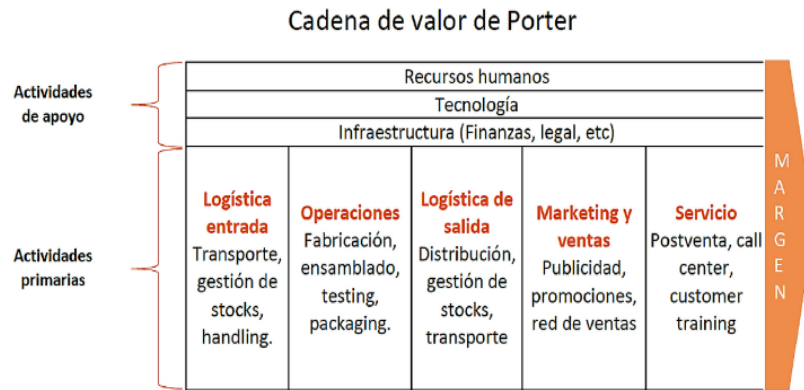 Cadena de valor de Porter
Actividades
de apoyo
Recursos humanos
Tecnología
Infraestructura (Finanzas, legal, etc)
Actividades
primarias
Logística
entrada
Transporte,
gestión de
stocks,
handling.
Operaciones
Fabricación,
ensamblado,
testing,
packaging.
Logística de
salida
Distribución,
gestión de
stocks,
transporte
Marketing y
ventas
Publicidad,
promociones,
red de ventas
Servicio
Postventa, call
center,
customer
training
MARGEN